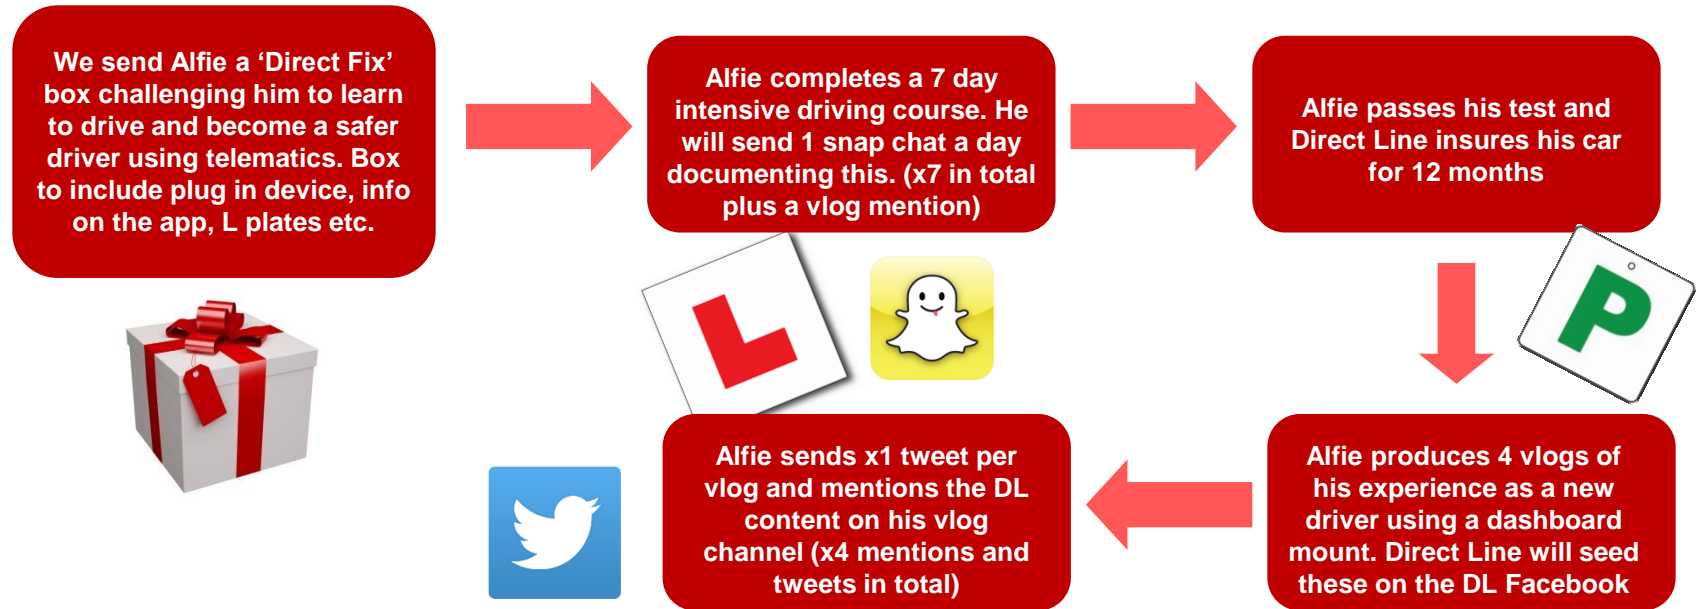 We send Alfie a ‘Direct Fix’
box challenging him to learn
to drive and become a safer
driver using telematics. Box
to include plug in device, info
on the app, L plates etc.
Alfie completes a 7 day
intensive driving course. He
will send 1 snap chat a day
documenting this. (x7 in total
plus a vlog mention)
Alfie passes his test and
Direct Line insures his car
for 12 months
L
P
Alfie produces 4 vlogs of
his experience as a new
driver using a dashboard
mount. Direct Line will seed
these on the DL Facebook
Alfie sends x1 tweet per
vlog and mentions the DL
content on his vlog
channel (x4 mentions and
tweets in total)